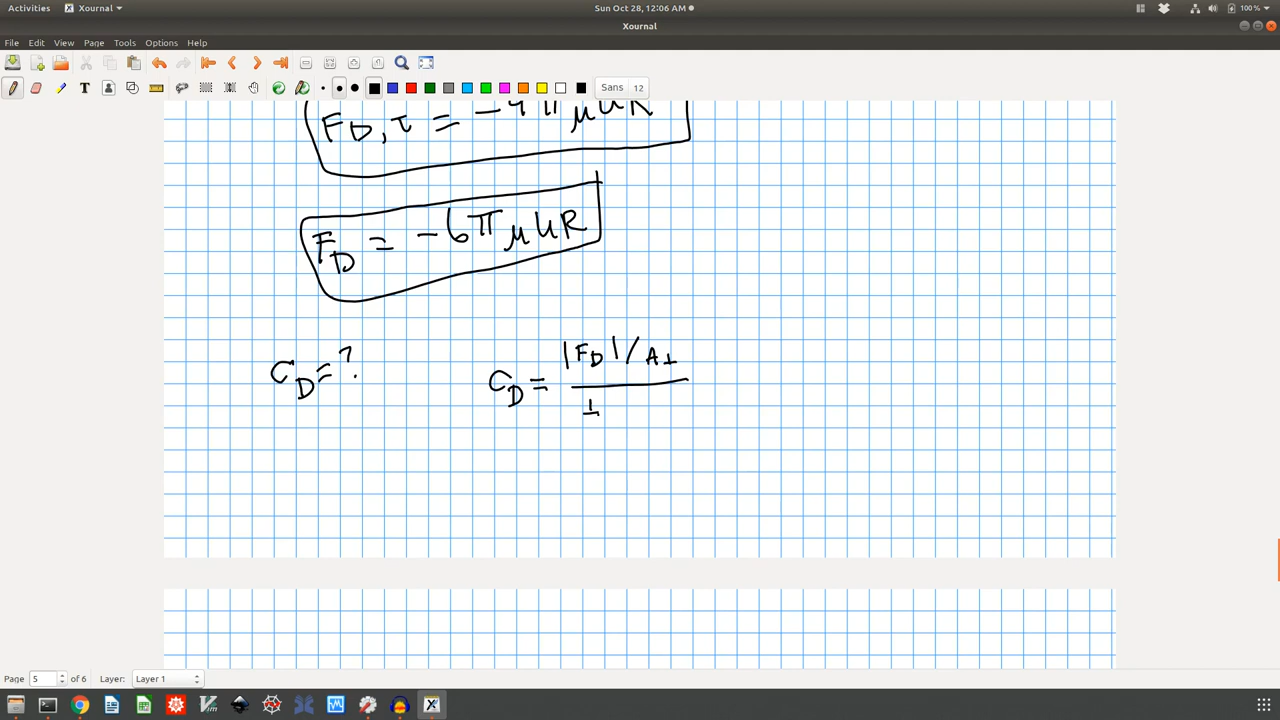 Activities Xournal Sun Oct 28, 12:06 AM 100 %
Xournal
File Edit View Page Tools Options Help
Sans 12
F_D,τ = -4πμUR
F_D = -6πμUR
C_D = ? C_D = |F_D|/A⊥
1
Page 5 of 6 Layer: Layer 1